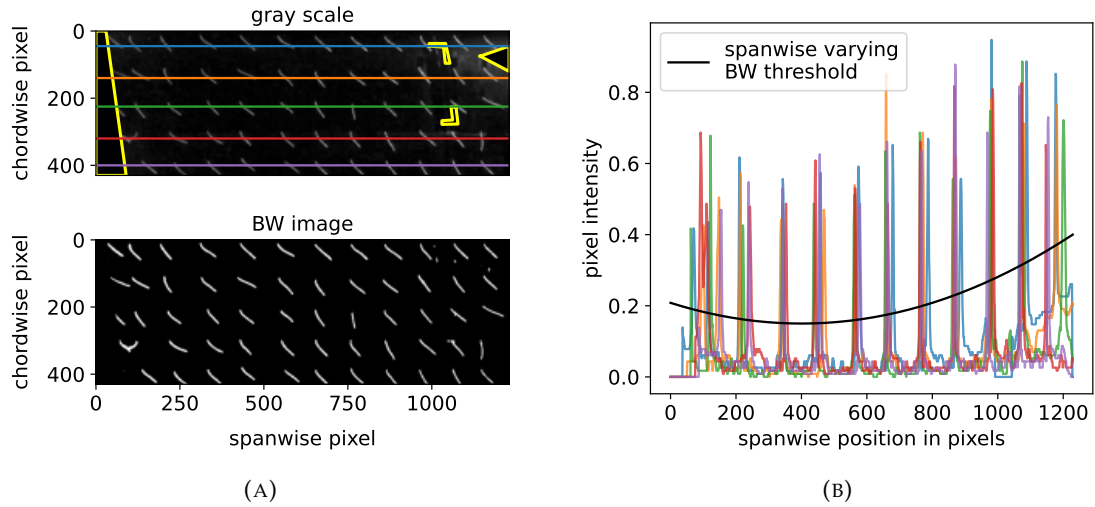 gray scale
chordwise pixel
0
200
400
BW image
chordwise pixel
0
200
400
0 250 500 750 1000
spanwise pixel
(A)
spanwise varying
BW threshold
pixel intensity
0.8
0.6
0.4
0.2
0.0
0 200 400 600 800 1000 1200
spanwise position in pixels
(B)